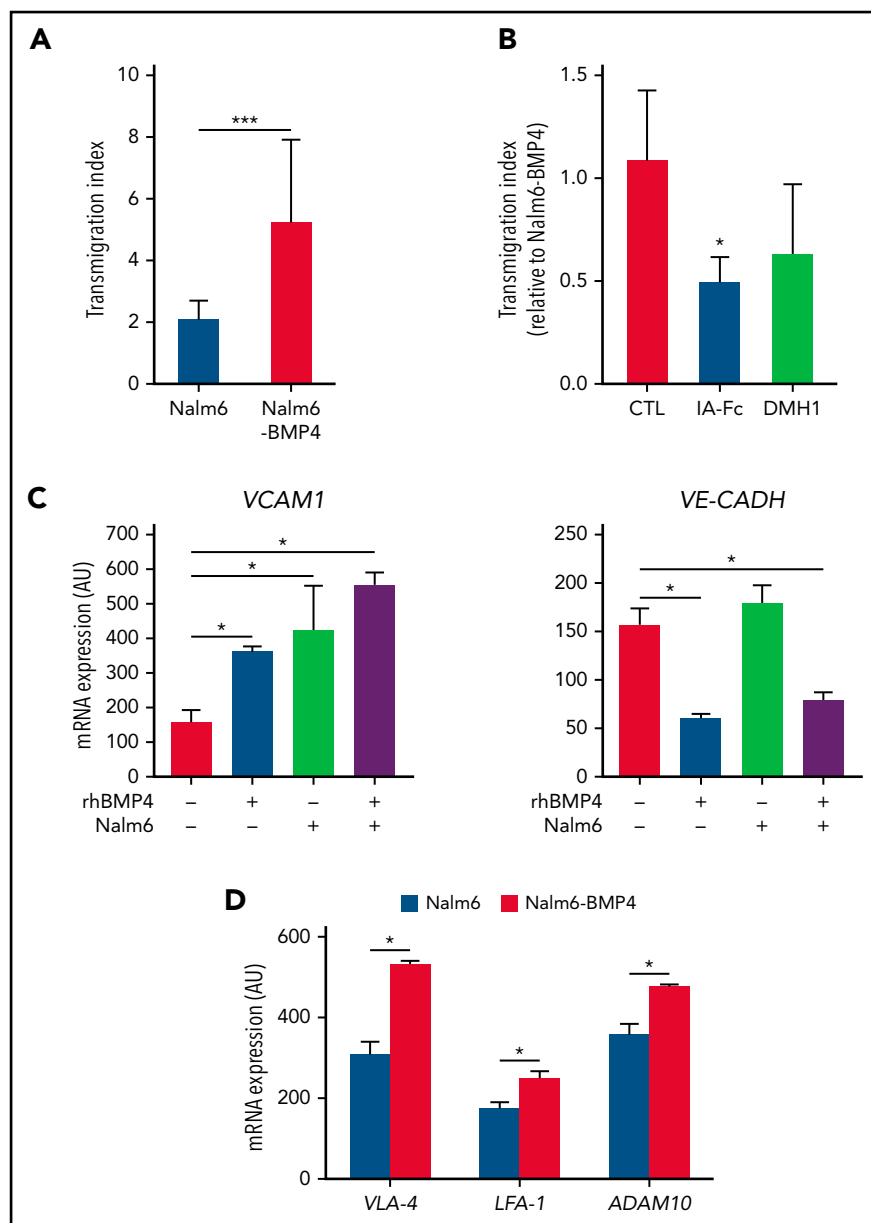 A
10
8
6
4
2
0
Transmigration index
***
Nalm6
Nalm6
-BMP4
B
1.5
1.0
0.5
0.0
Transmigration index
(relative to Nalm6-BMP4)
*
CTL
IA-Fc
DMH1
C
VCAM1
700
600
500
400
300
200
100
0
mRNA expression (AU)
*
*
*
rhBMP4 – + – +
Nalm6 – – + +
VE-CADH
250
200
150
100
50
0
*
*
rhBMP4 – + – +
Nalm6 – – + +
D
Nalm6 Nalm6-BMP4
600
400
200
0
mRNA expression (AU)
*
*
*
VLA-4 LFA-1 ADAM10